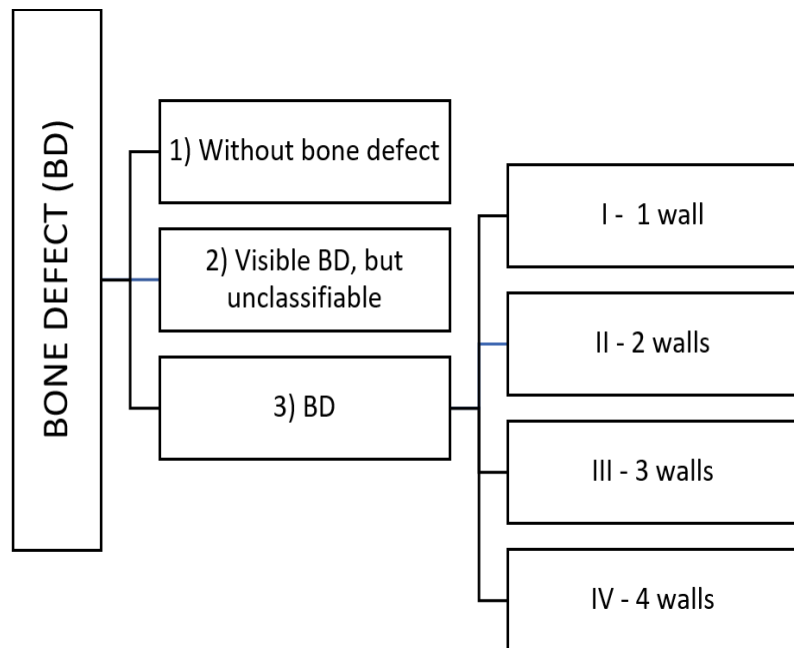 BONE DEFECT (BD)
1) Without bone defect
2) Visible BD, but
unclassifiable
3) BD
I - 1 wall
II - 2 walls
III - 3 walls
IV - 4 walls